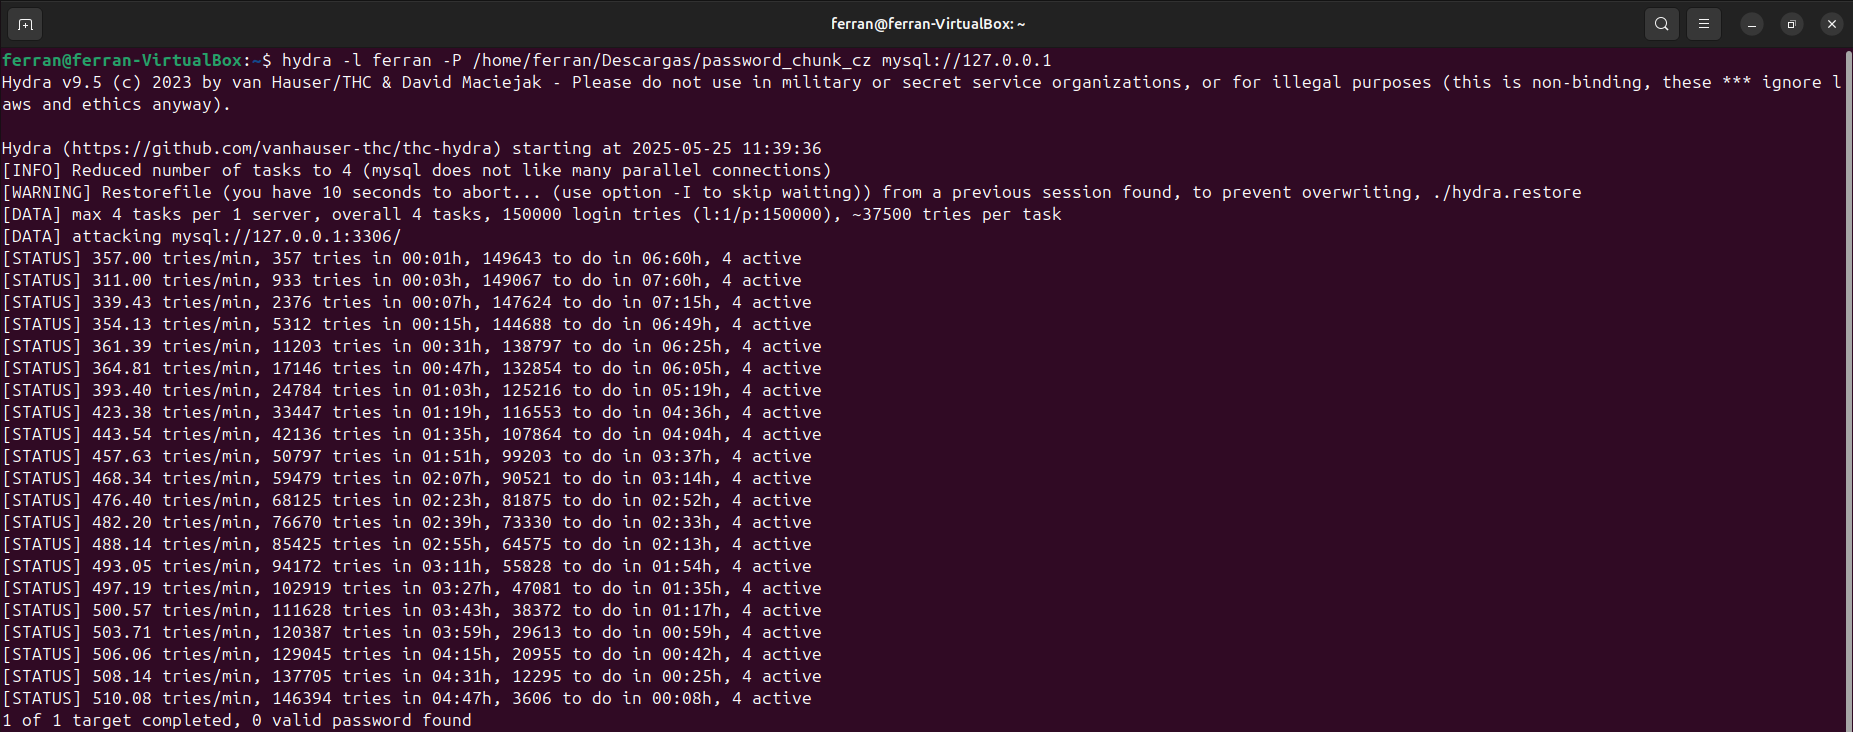 ferran@ferran-VirtualBox: ~
ferran@ferran-VirtualBox:~$ hydra -l ferran -P /home/ferran/Descargas/password_chunk_cz mysql://127.0.0.1
Hydra v9.5 (c) 2023 by van Hauser/THC & David Maciejak - Please do not use in military or secret service organizations, or for illegal purposes (this is non-binding, these *** ignore l
aws and ethics anyway).
Hydra (https://github.com/vanhauser-thc/thc-hydra) starting at 2025-05-25 11:39:36
[INFO] Reduced number of tasks to 4 (mysql does not like many parallel connections)
[WARNING] Restorefile (you have 10 seconds to abort... (use option -I to skip waiting)) from a previous session found, to prevent overwriting, ./hydra.restore
[DATA] max 4 tasks per 1 server, overall 4 tasks, 150000 login tries (l:1/p:150000), ~37500 tries per task
[DATA] attacking mysql://127.0.0.1:3306/
[STATUS] 357.00 tries/min, 357 tries in 00:01h, 149643 to do in 06:60h, 4 active
[STATUS] 311.00 tries/min, 933 tries in 00:03h, 149067 to do in 07:60h, 4 active
[STATUS] 339.43 tries/min, 2376 tries in 00:07h, 147624 to do in 07:15h, 4 active
[STATUS] 354.13 tries/min, 5312 tries in 00:15h, 144688 to do in 06:49h, 4 active
[STATUS] 361.39 tries/min, 11203 tries in 00:31h, 138797 to do in 06:25h, 4 active
[STATUS] 364.81 tries/min, 17146 tries in 00:47h, 132854 to do in 06:05h, 4 active
[STATUS] 393.40 tries/min, 24784 tries in 01:03h, 125216 to do in 05:19h, 4 active
[STATUS] 423.38 tries/min, 33447 tries in 01:19h, 116553 to do in 04:36h, 4 active
[STATUS] 443.54 tries/min, 42136 tries in 01:35h, 107864 to do in 04:04h, 4 active
[STATUS] 457.63 tries/min, 50797 tries in 01:51h, 99203 to do in 03:37h, 4 active
[STATUS] 468.34 tries/min, 59479 tries in 02:07h, 90521 to do in 03:14h, 4 active
[STATUS] 476.40 tries/min, 68125 tries in 02:23h, 81875 to do in 02:52h, 4 active
[STATUS] 482.20 tries/min, 76670 tries in 02:39h, 73330 to do in 02:33h, 4 active
[STATUS] 488.14 tries/min, 85425 tries in 02:55h, 64575 to do in 02:13h, 4 active
[STATUS] 493.05 tries/min, 94172 tries in 03:11h, 55828 to do in 01:54h, 4 active
[STATUS] 497.19 tries/min, 102919 tries in 03:27h, 47081 to do in 01:35h, 4 active
[STATUS] 500.57 tries/min, 111628 tries in 03:43h, 38372 to do in 01:17h, 4 active
[STATUS] 503.71 tries/min, 120387 tries in 03:59h, 29613 to do in 00:59h, 4 active
[STATUS] 506.06 tries/min, 129045 tries in 04:15h, 20955 to do in 00:42h, 4 active
[STATUS] 508.14 tries/min, 137705 tries in 04:31h, 12295 to do in 00:25h, 4 active
[STATUS] 510.08 tries/min, 146394 tries in 04:47h, 3606 to do in 00:08h, 4 active
1 of 1 target completed, 0 valid password found